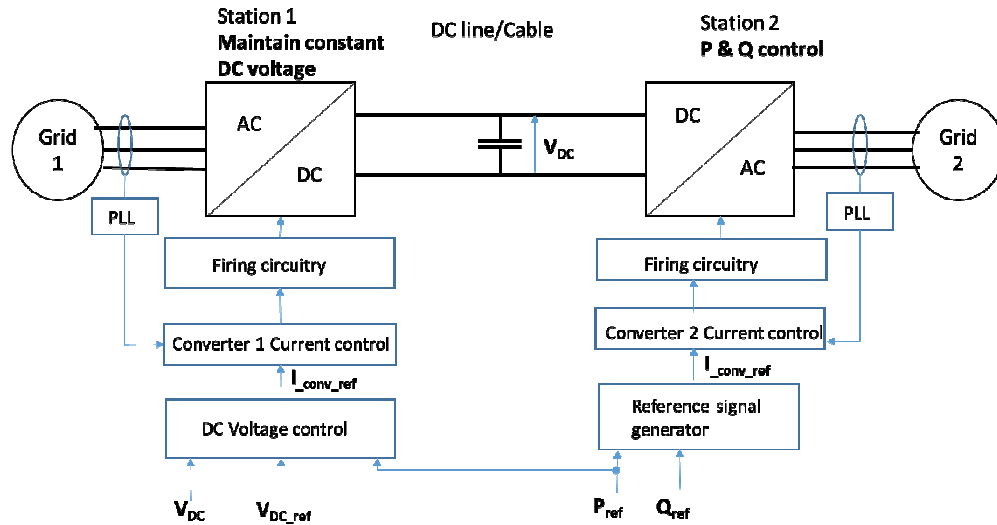 Station 1
Maintain constant
DC voltage
DC line/Cable
Station 2
P & Q control
Grid
1
AC
DC
V_DC
DC
AC
Grid
2
PLL
PLL
Firing circuitry
Firing circuitry
Converter 1 Current control
Converter 2 Current control
I_conv_ref
I_conv_ref
DC Voltage control
Reference signal
generator
V_DC
V_DC_ref
P_ref
Q_ref